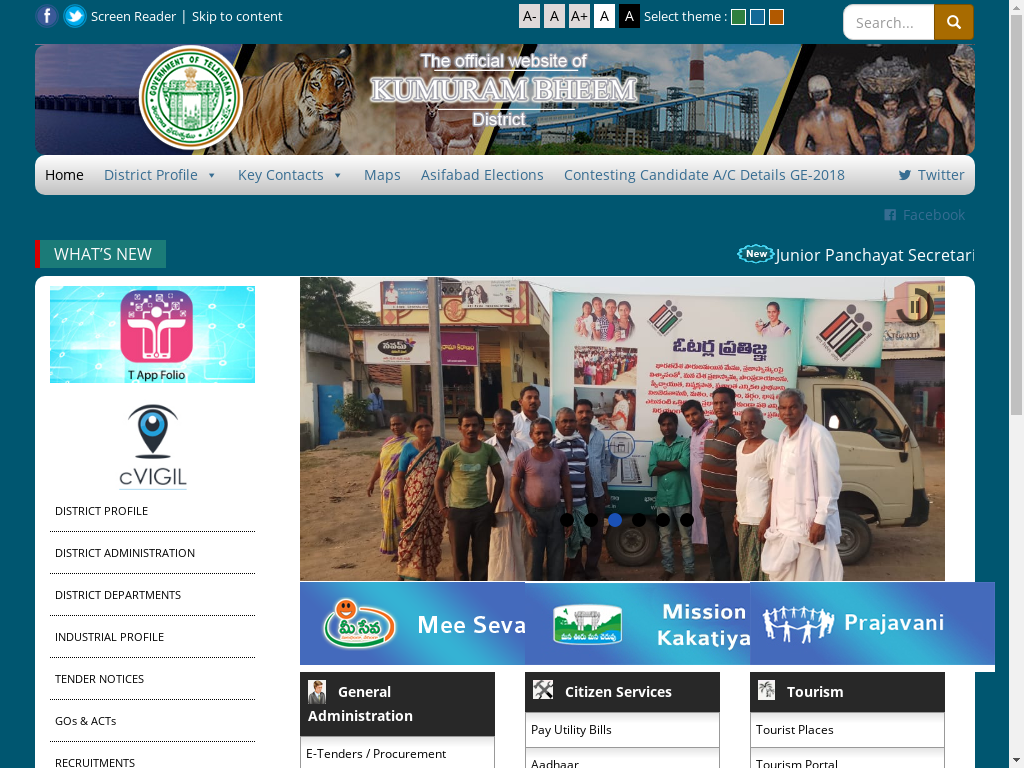 Screen Reader | Skip to content
A- A A+ A A Select theme :
Search...
GOVERNMENT OF TELANGANA
The official website of
KUMURAM BHEEM
District
Home District Profile Key Contacts Maps Asifabad Elections Contesting Candidate A/C Details GE-2018 Twitter
Facebook
WHAT'S NEW
New Junior Panchayat Secretari
T App Folio
cVIGIL
DISTRICT PROFILE
DISTRICT ADMINISTRATION
DISTRICT DEPARTMENTS
INDUSTRIAL PROFILE
TENDER NOTICES
GOs & ACTs
RECRUITMENTS
ఓటర్ల ప్రతిజ్ఞ
మీసేవ
Mee Seva
Mission
Kakatiya
Prajavani
General
Administration
E-Tenders / Procurement
Citizen Services
Pay Utility Bills
Aadhaar
Tourism
Tourist Places
Tourism Portal